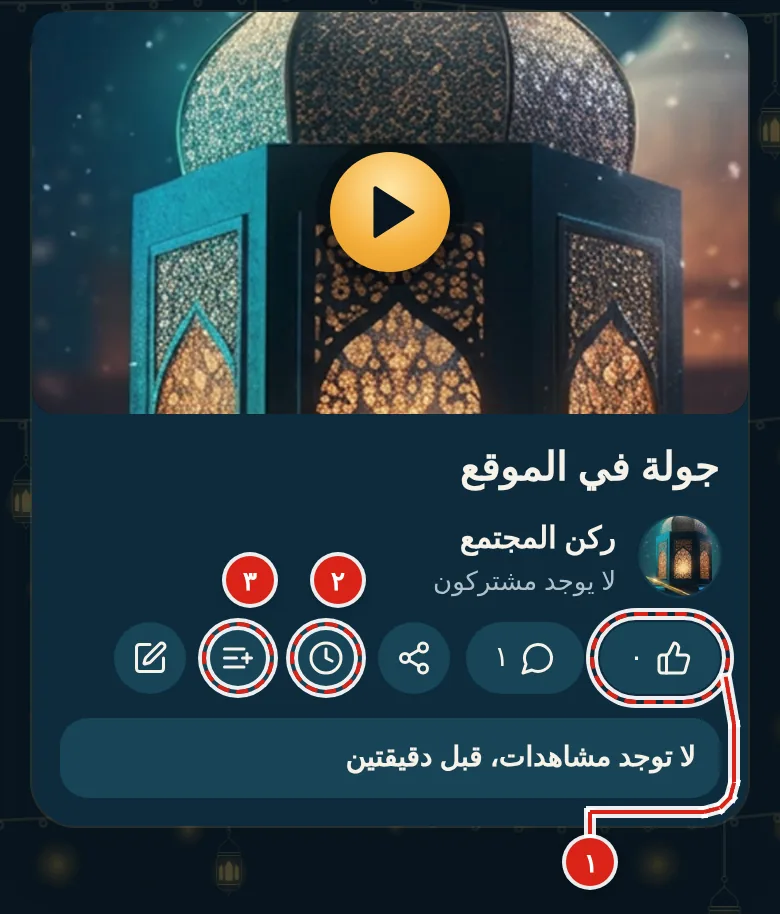 جولة في الموقع
ركن المجتمع
لا يوجد مشتركون
٢ ٣
٠ ١
لا توجد مشاهدات، قبل دقيقتين
١